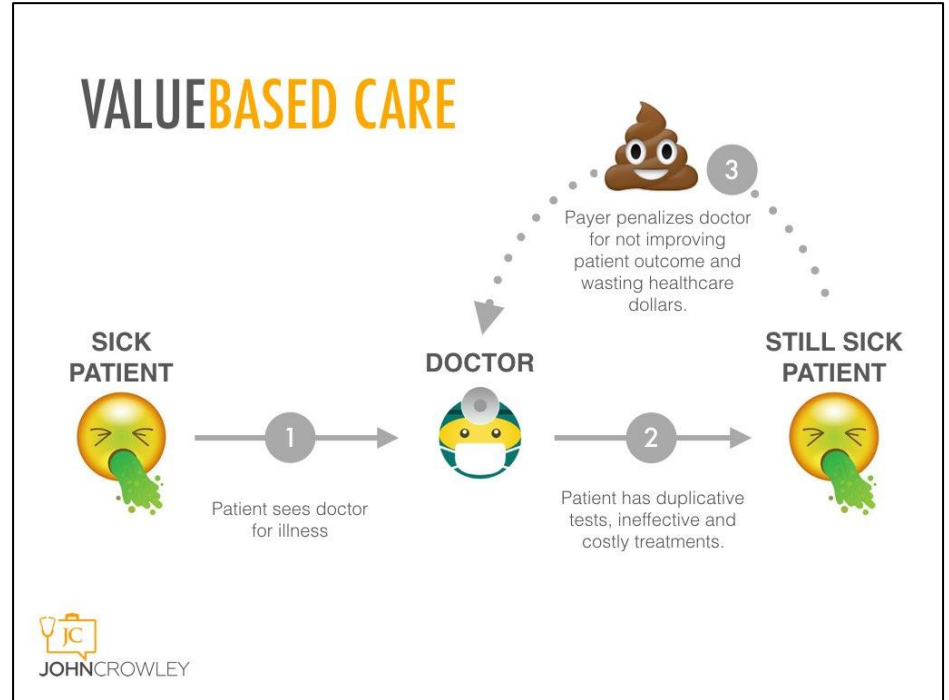 VALUEBASED CARE
3
Payer penalizes doctor
for not improving
patient outcome and
wasting healthcare
dollars.
SICK
PATIENT
DOCTOR
STILL SICK
PATIENT
1
2
Patient sees doctor
for illness
Patient has duplicative
tests, ineffective and
costly treatments.
JC
JOHNCROWLEY